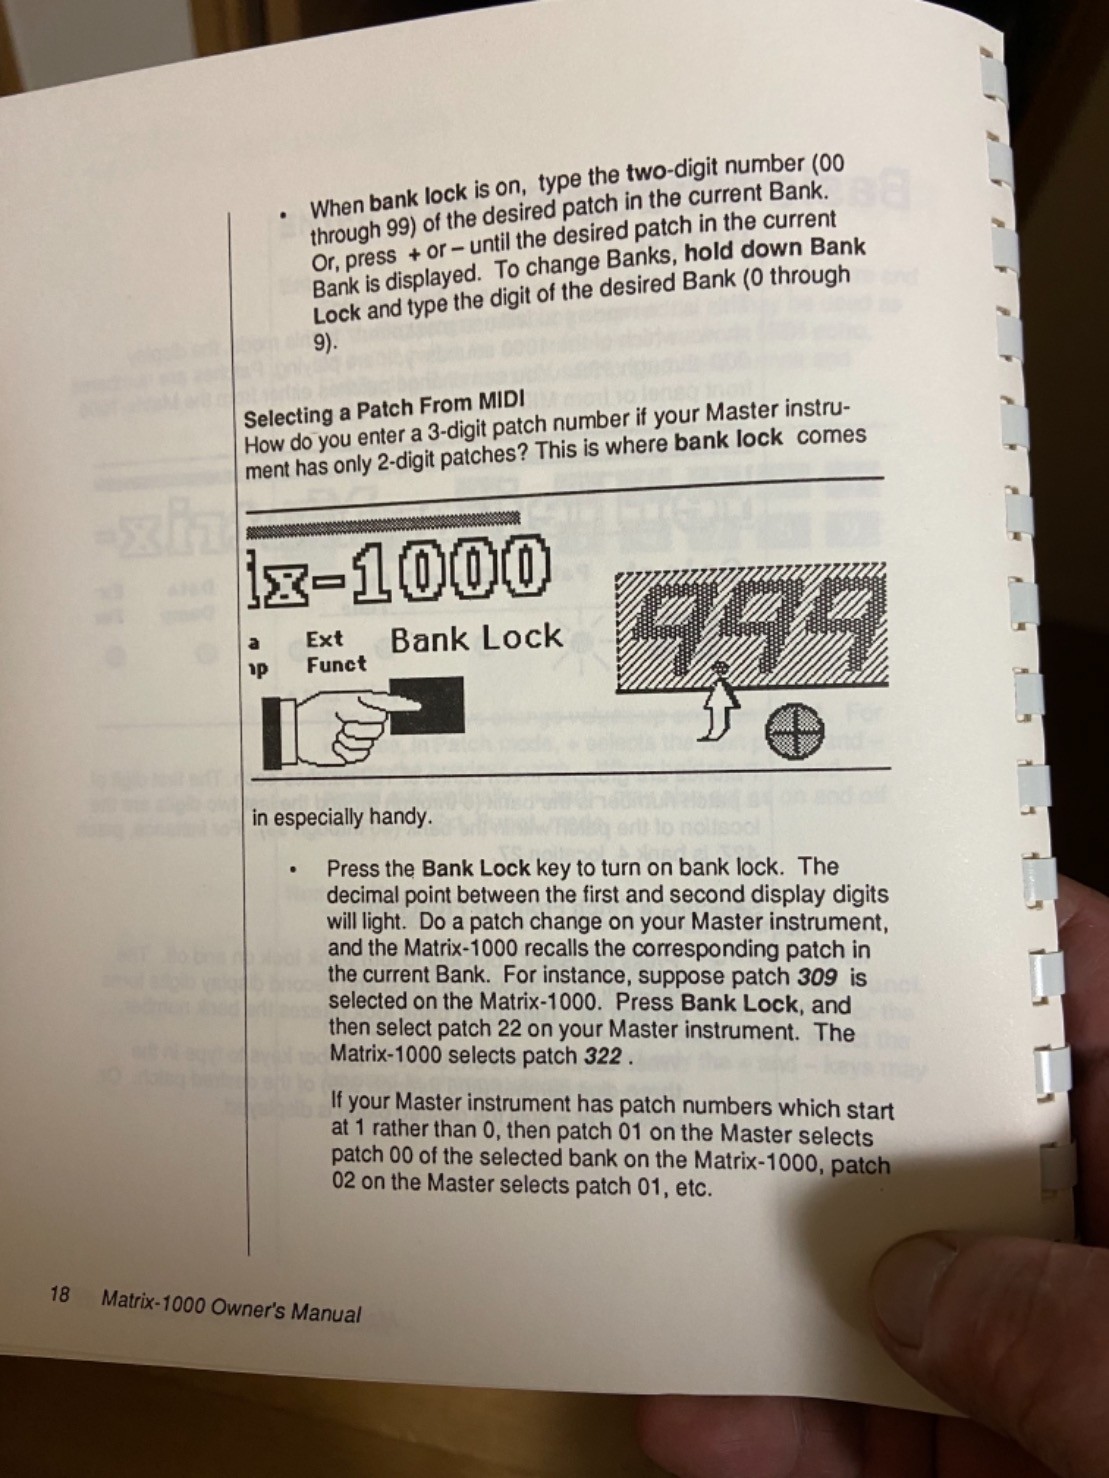 • When bank lock is on, type the two-digit number (00
through 99) of the desired patch in the current Bank.
Or, press + or – until the desired patch in the current
Bank is displayed. To change Banks, hold down Bank
Lock and type the digit of the desired Bank (0 through
9).
Selecting a Patch From MIDI
How do you enter a 3-digit patch number if your Master instru-
ment has only 2-digit patches? This is where bank lock comes
ix-1000
999
a Ext Bank Lock
np Funct
in especially handy.
• Press the Bank Lock key to turn on bank lock. The
decimal point between the first and second display digits
will light. Do a patch change on your Master instrument,
and the Matrix-1000 recalls the corresponding patch in
the current Bank. For instance, suppose patch 309 is
selected on the Matrix-1000. Press Bank Lock, and
then select patch 22 on your Master instrument. The
Matrix-1000 selects patch 322 .
If your Master instrument has patch numbers which start
at 1 rather than 0, then patch 01 on the Master selects
patch 00 of the selected bank on the Matrix-1000, patch
02 on the Master selects patch 01, etc.
18 Matrix-1000 Owner's Manual